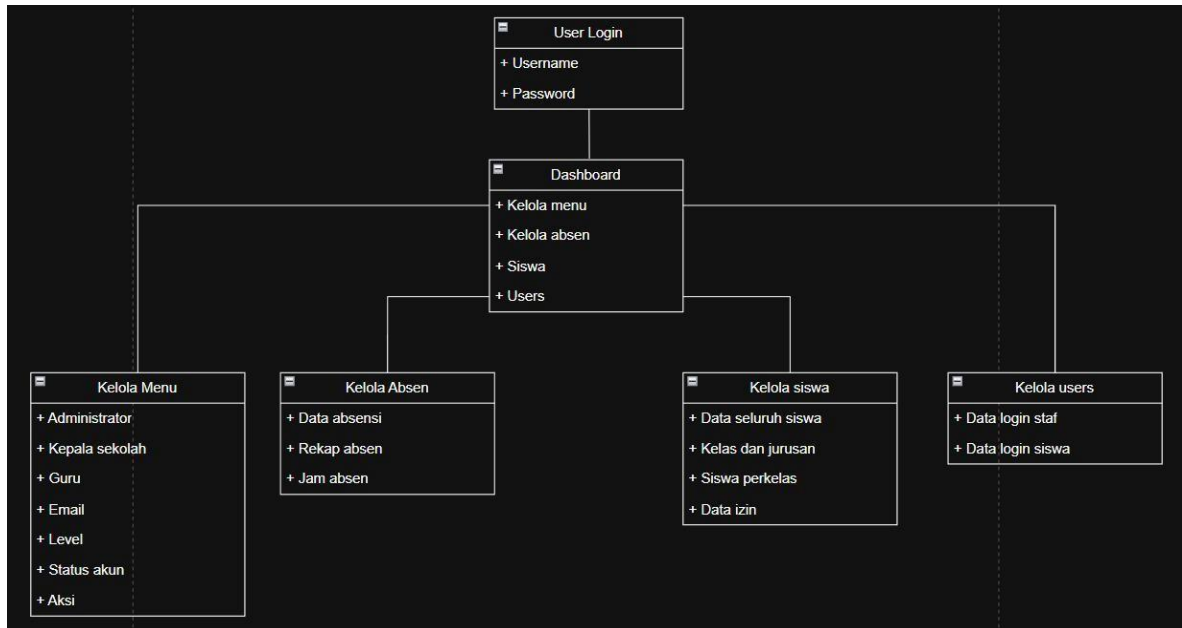 User Login
+ Username
+ Password
Dashboard
+ Kelola menu
+ Kelola absen
+ Siswa
+ Users
Kelola Menu
+ Administrator
+ Kepala sekolah
+ Guru
+ Email
+ Level
+ Status akun
+ Aksi
Kelola Absen
+ Data absensi
+ Rekap absen
+ Jam absen
Kelola siswa
+ Data seluruh siswa
+ Kelas dan jurusan
+ Siswa perkelas
+ Data izin
Kelola users
+ Data login staf
+ Data login siswa